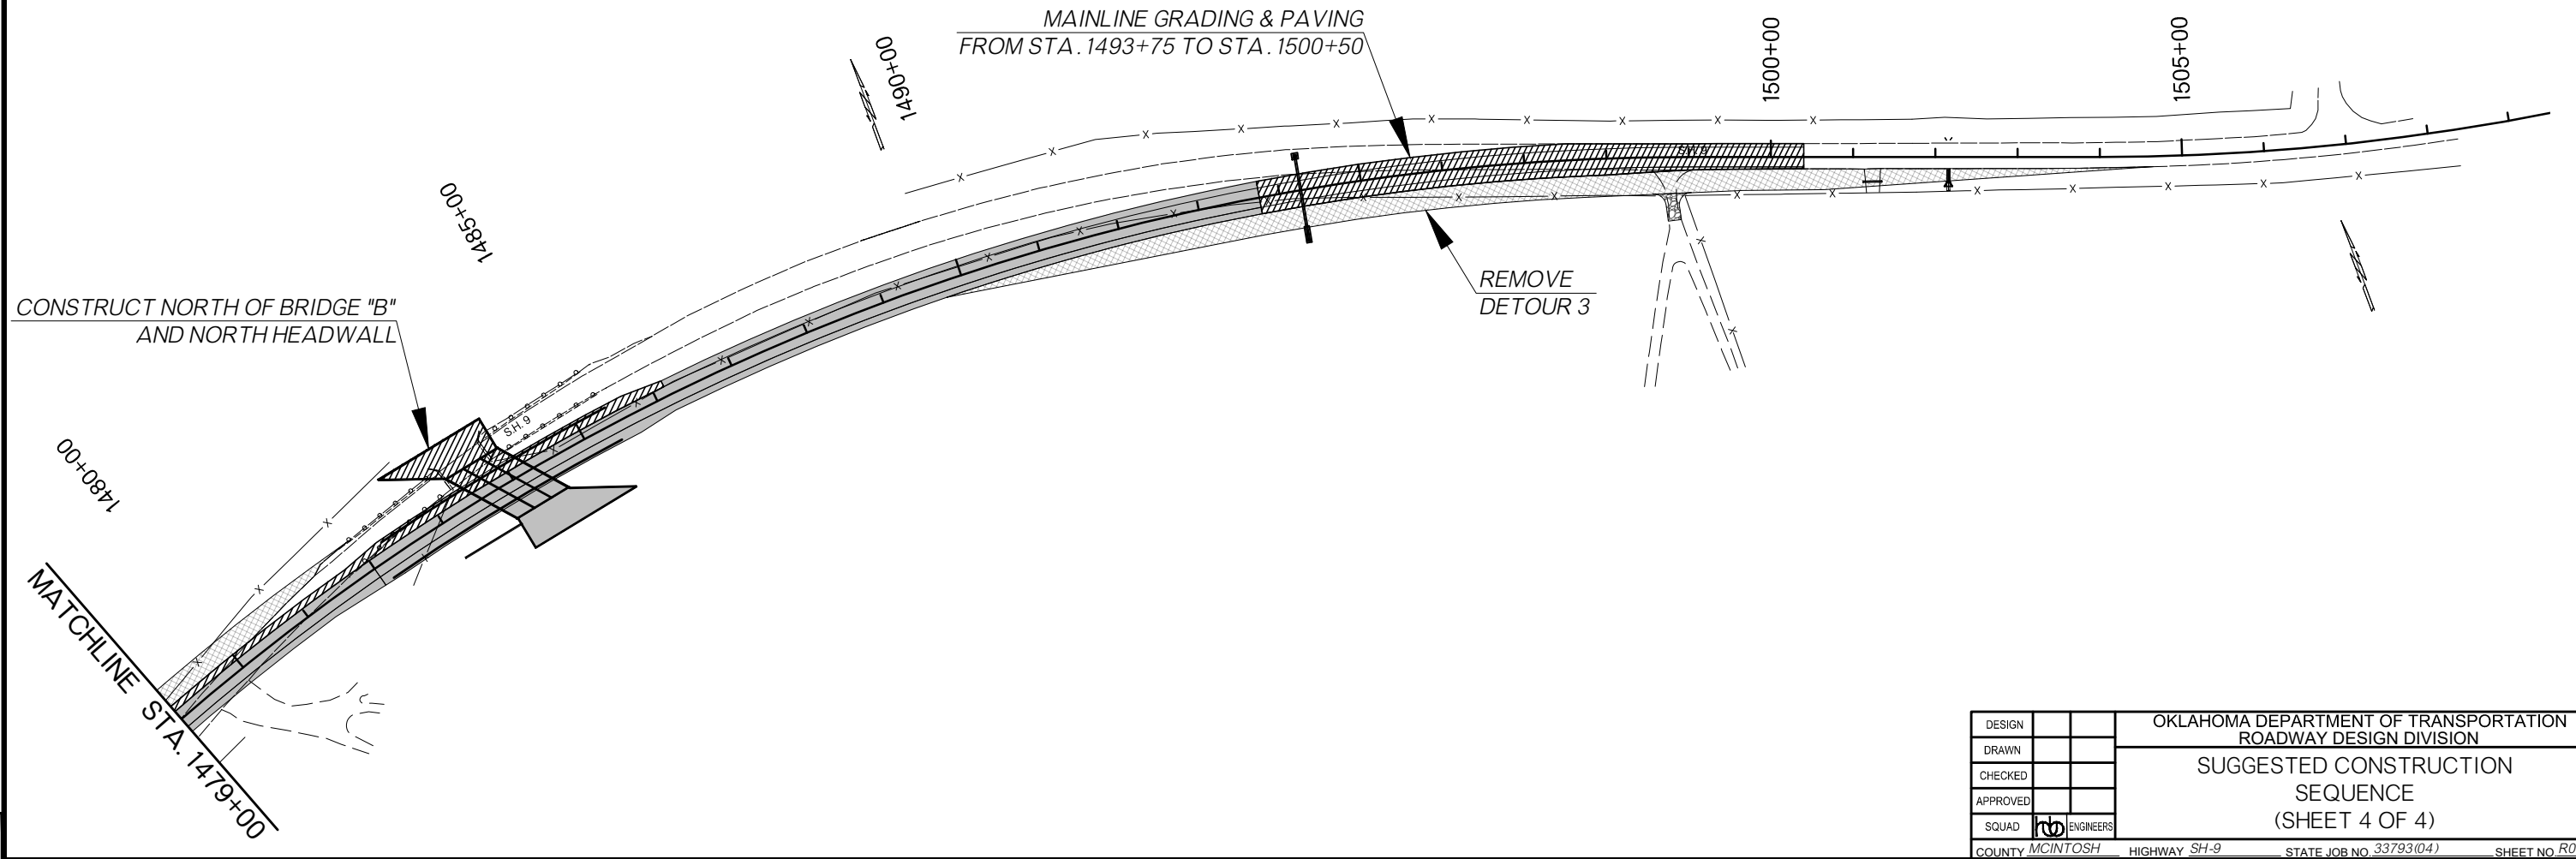 MAINLINE GRADING & PAVING
FROM STA. 1493+75 TO STA. 1500+50
1480+00
1485+00
1490+00
1500+00
1505+00
S.H. 9
REMOVE
DETOUR 3
CONSTRUCT NORTH OF BRIDGE "B"
AND NORTH HEADWALL
S.H. 9
MATCHLINE STA. 1479+00
DESIGN
DRAWN
CHECKED
APPROVED
SQUAD hbb ENGINEERS
OKLAHOMA DEPARTMENT OF TRANSPORTATION
ROADWAY DESIGN DIVISION
SUGGESTED CONSTRUCTION
SEQUENCE
(SHEET 4 OF 4)
COUNTY MCINTOSH HIGHWAY SH-9 STATE JOB NO. 33793(04) SHEET NO.